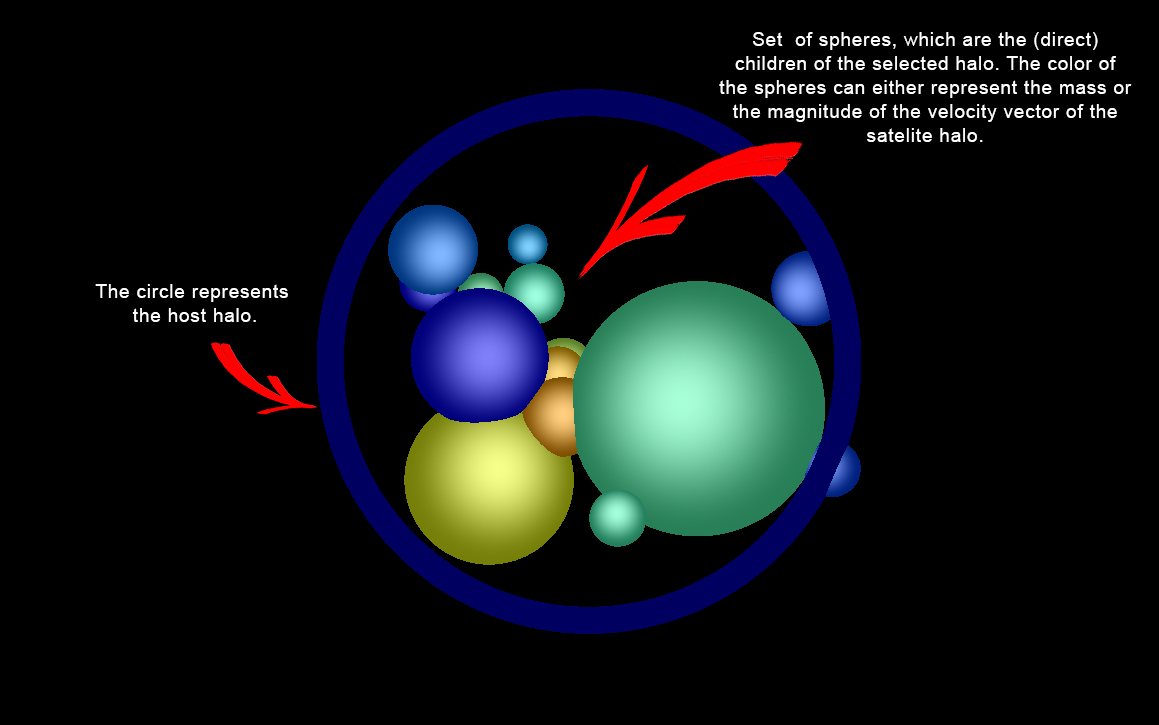 Set  of spheres, which are the (direct)
children of the selected halo. The color of
the spheres can either represent the mass or
the magnitude of the velocity vector of the
satelite halo.
The circle represents
the host halo.